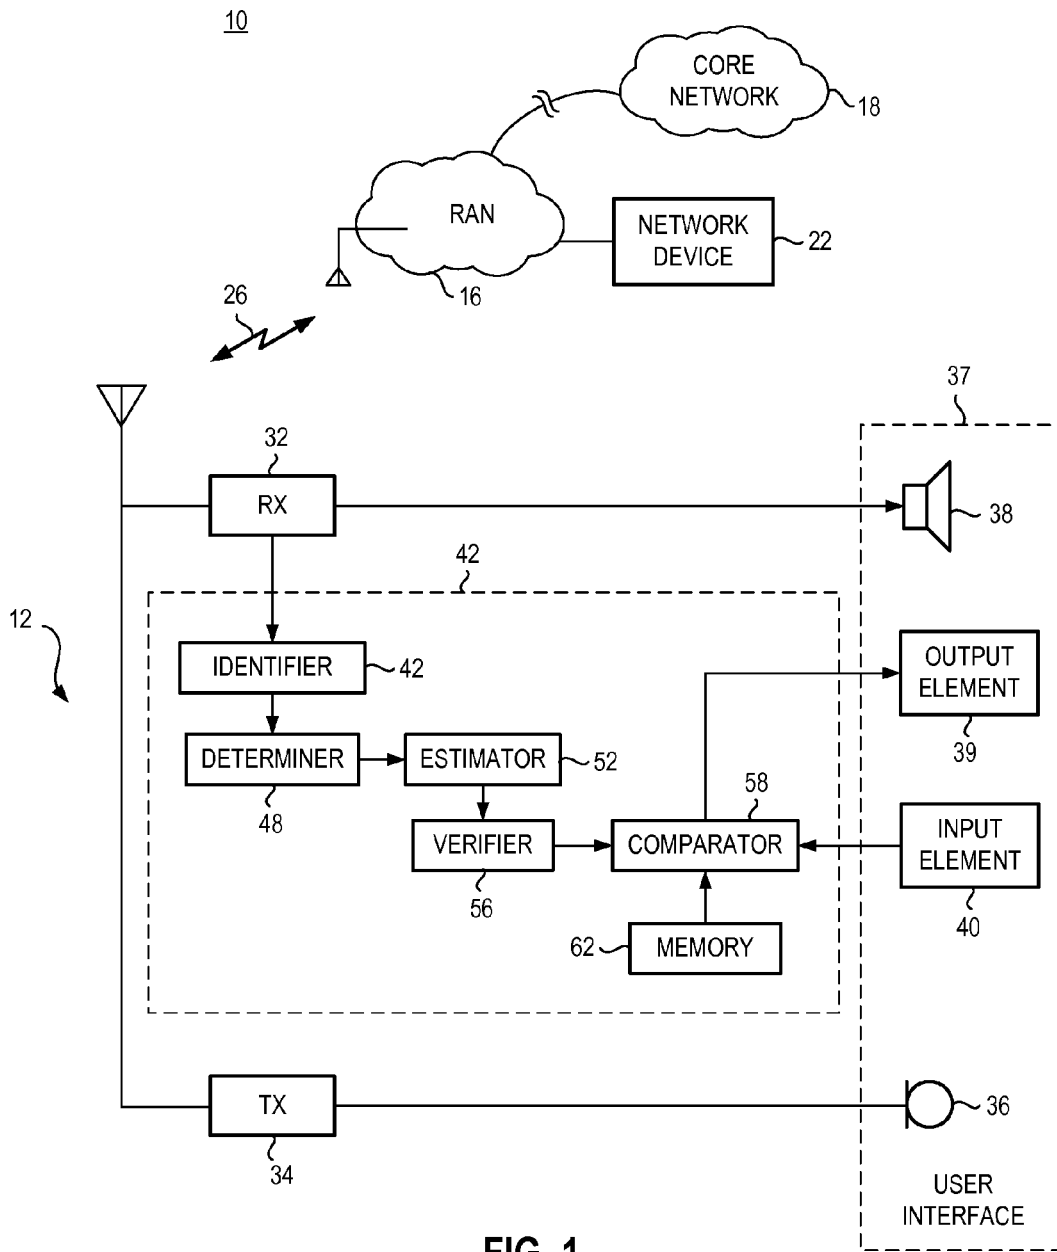 10
CORE
NETWORK
18
RAN
NETWORK
DEVICE
22
16
26
37
32
RX
38
42
12
IDENTIFIER
42
OUTPUT
ELEMENT
39
DETERMINER
48
ESTIMATOR
52
58
VERIFIER
56
COMPARATOR
INPUT
ELEMENT
40
62
MEMORY
TX
34
36
USER
INTERFACE
FIG. 1